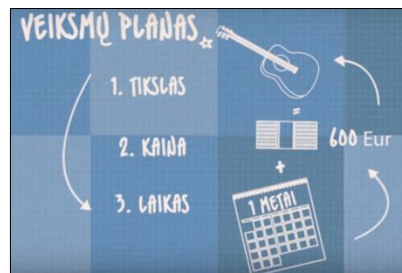 VEIKSMŲ PLANAS
1. TIKSLAS
=
2. KAINA
600 Eur
+
3. LAIKAS
1 METAI